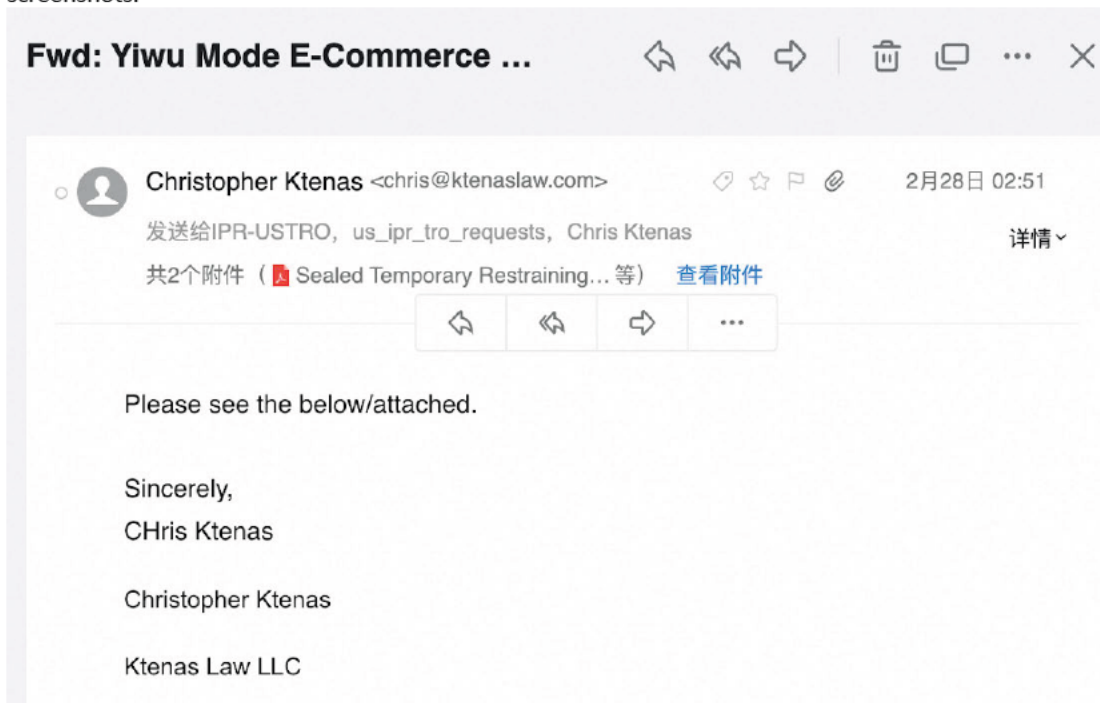 screenshots.
Fwd: Yiwu Mode E-Commerce ...
Christopher Ktenas <chris@ktenaslaw.com>
2月28日 02:51
发送给IPR-USTRO, us_ipr_tro_requests, Chris Ktenas
详情
共2个附件 ( Sealed Temporary Restraining... 等) 查看附件
Please see the below/attached.
Sincerely,
CHris Ktenas
Christopher Ktenas
Ktenas Law LLC